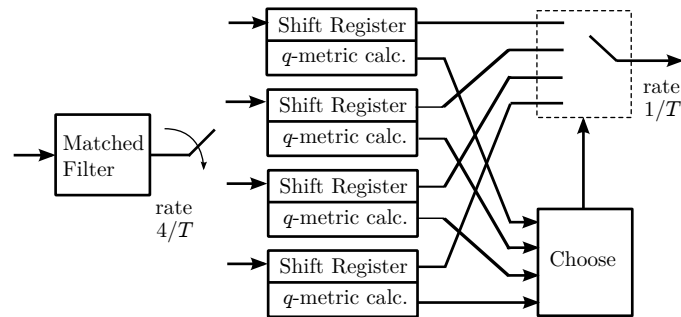 Shift Register
q-metric calc.
Shift Register
q-metric calc.
Matched
Filter
rate
4/T
Shift Register
q-metric calc.
Shift Register
q-metric calc.
rate
1/T
Choose